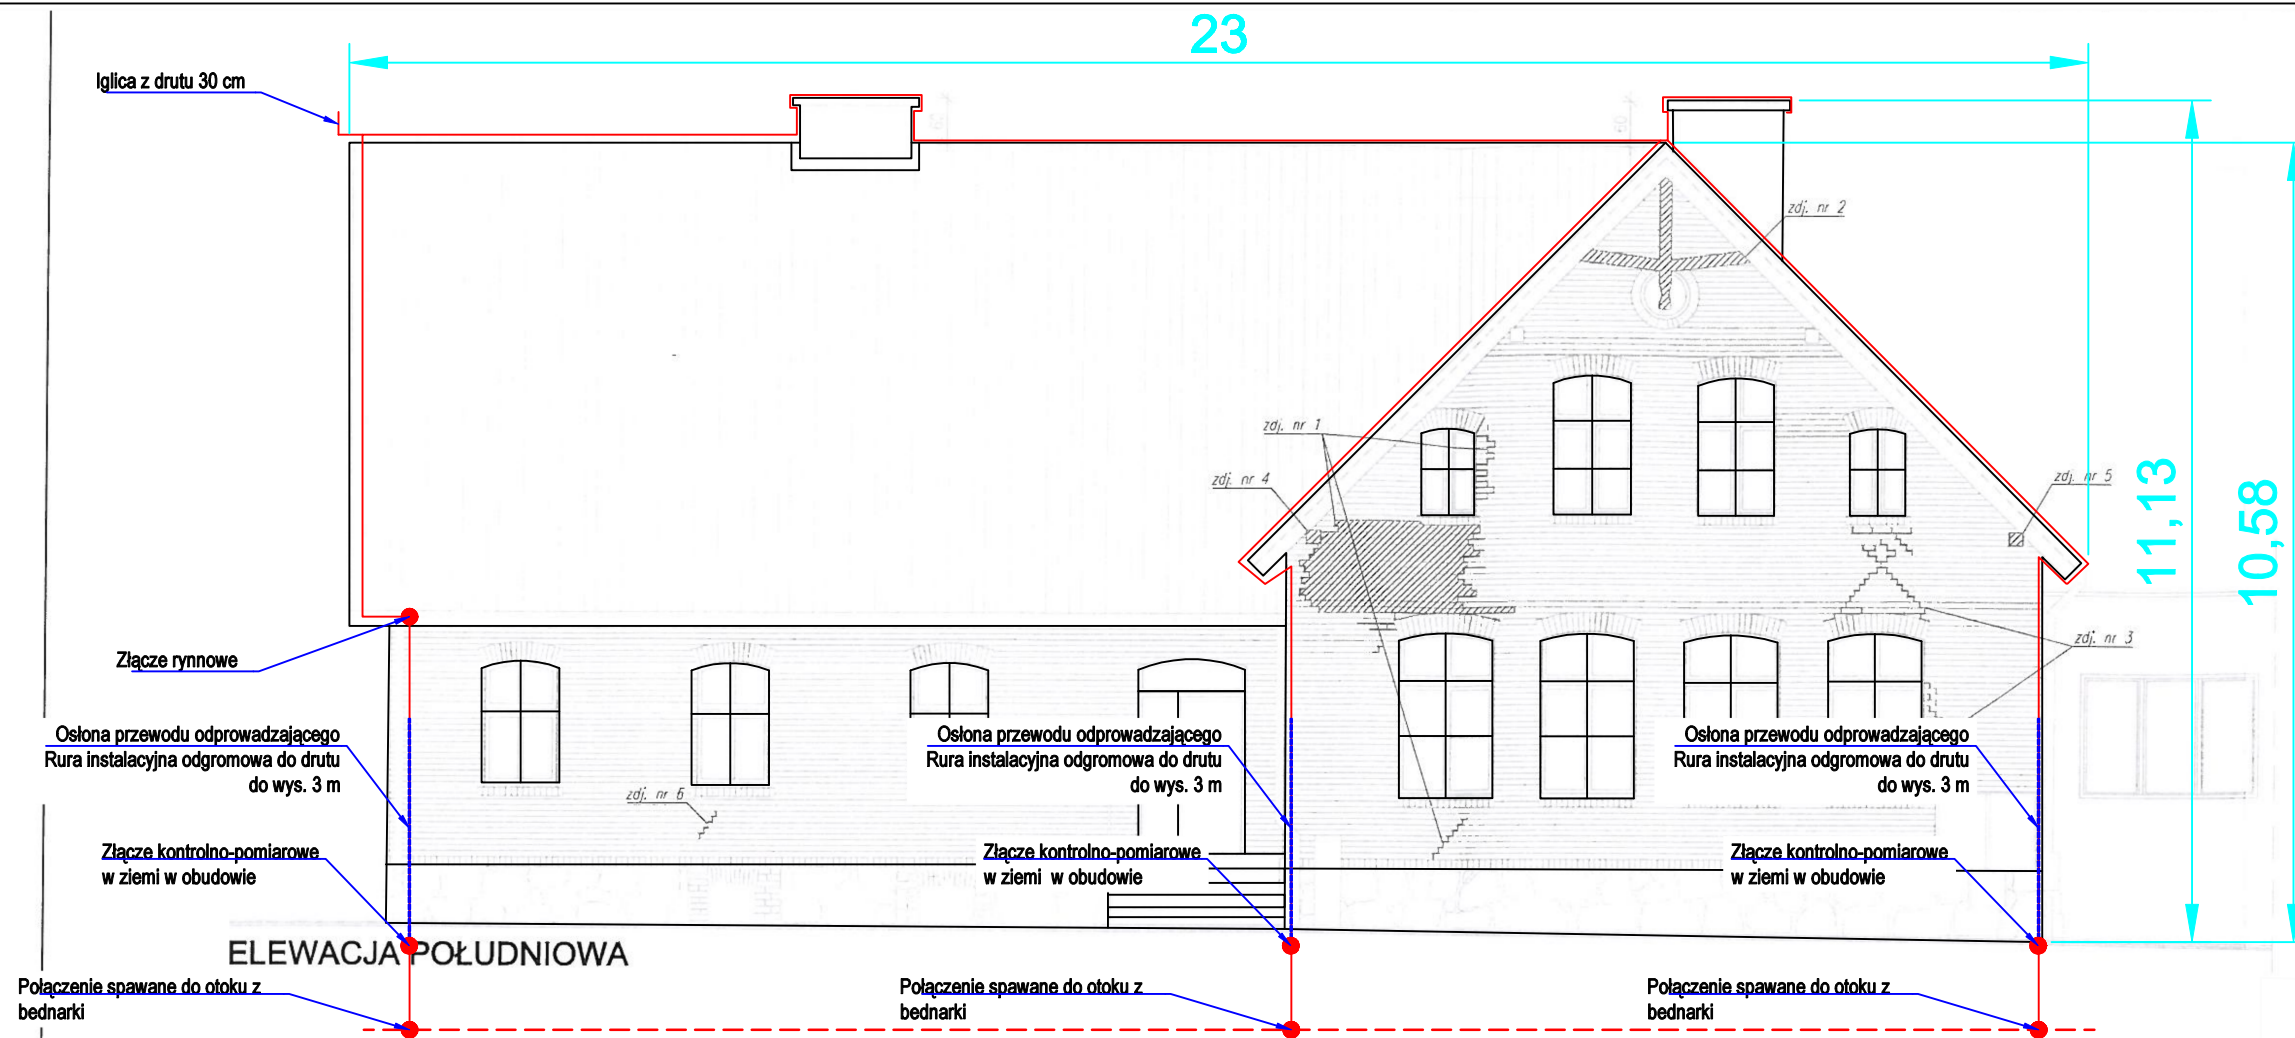 23
Iglica z drutu 30 cm
zdj. nr 2
zdj. nr 1
zdj. nr 4
zdj. nr 5
11,13
10,58
zdj. nr 3
Złącze rynnowe
Osłona przewodu odprowadzającego
Rura instalacyjna odgromowa do drutu
do wys. 3 m
Osłona przewodu odprowadzającego
Rura instalacyjna odgromowa do drutu
do wys. 3 m
Osłona przewodu odprowadzającego
Rura instalacyjna odgromowa do drutu
do wys. 3 m
zdj. nr 6
Złącze kontrolno-pomiarowe
w ziemi w obudowie
Złącze kontrolno-pomiarowe
w ziemi w obudowie
Złącze kontrolno-pomiarowe
w ziemi w obudowie
ELEWACJA POŁUDNIOWA
Połączenie spawane do otoku z
bednarki
Połączenie spawane do otoku z
bednarki
Połączenie spawane do otoku z
bednarki